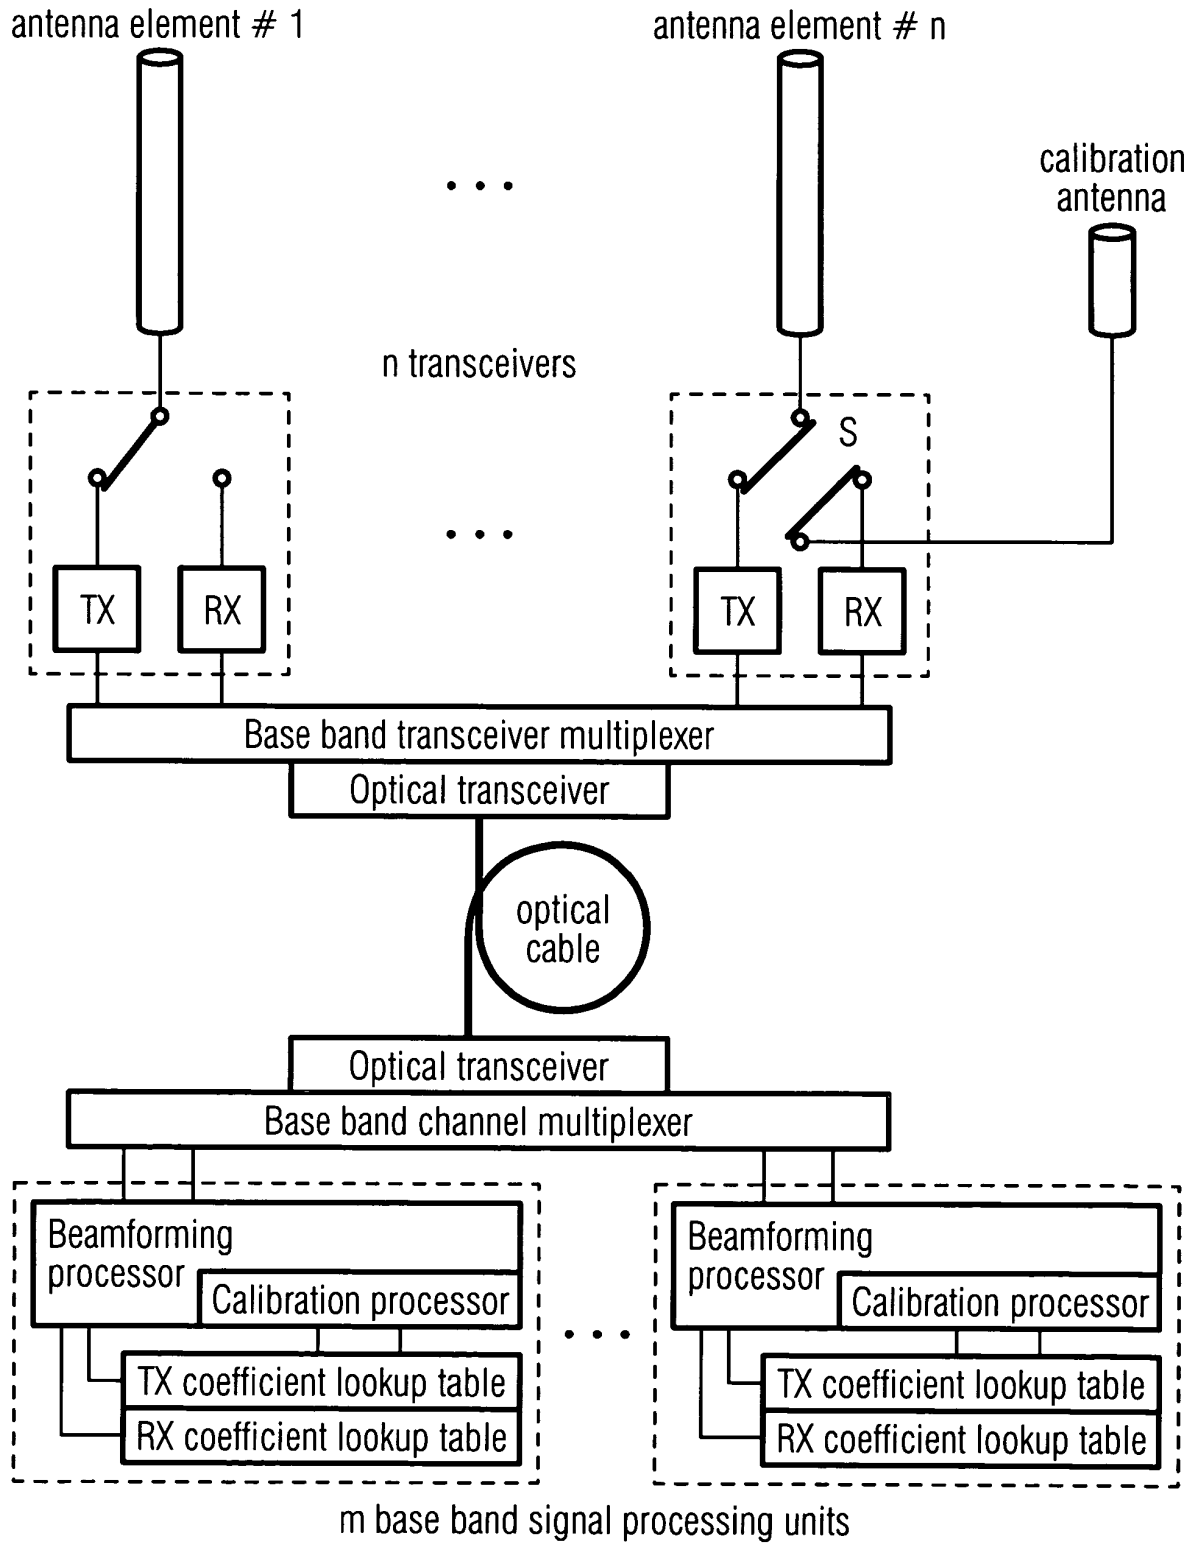 antenna element # 1
antenna element # n
calibration
antenna
n transceivers
S
TX
RX
TX
RX
Base band transceiver multiplexer
Optical transceiver
optical
cable
Optical transceiver
Base band channel multiplexer
Beamforming
processor
Calibration processor
TX coefficient lookup table
RX coefficient lookup table
Beamforming
processor
Calibration processor
TX coefficient lookup table
RX coefficient lookup table
m base band signal processing units